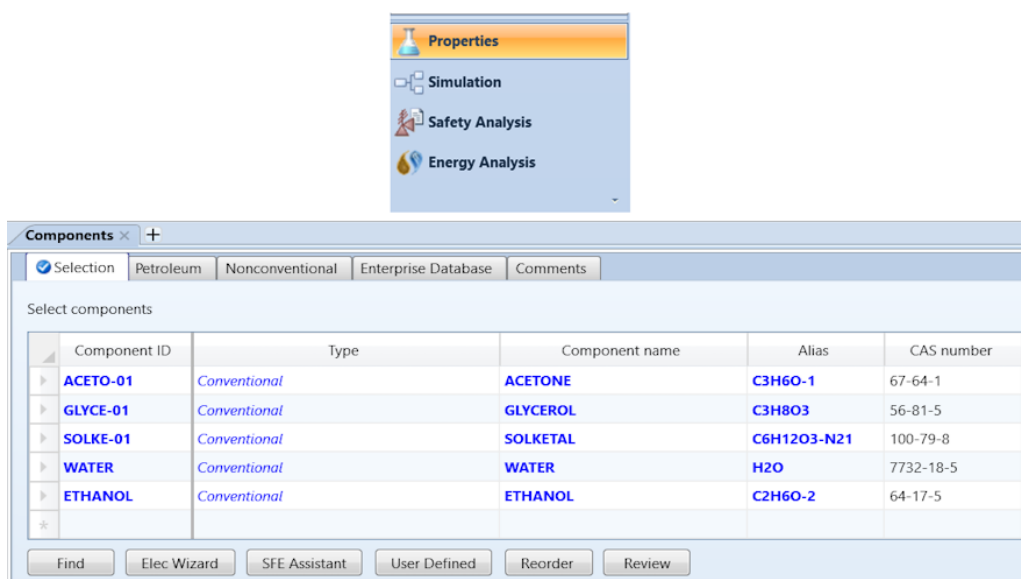 Properties
Simulation
Safety Analysis
Energy Analysis
Components × +
Selection Petroleum Nonconventional Enterprise Database Comments
Select components
Component ID Type Component name Alias CAS number
ACETO-01 Conventional ACETONE C3H6O-1 67-64-1
GLYCE-01 Conventional GLYCEROL C3H8O3 56-81-5
SOLKE-01 Conventional SOLKETAL C6H12O3-N21 100-79-8
WATER Conventional WATER H2O 7732-18-5
ETHANOL Conventional ETHANOL C2H6O-2 64-17-5
Find Elec Wizard SFE Assistant User Defined Reorder Review